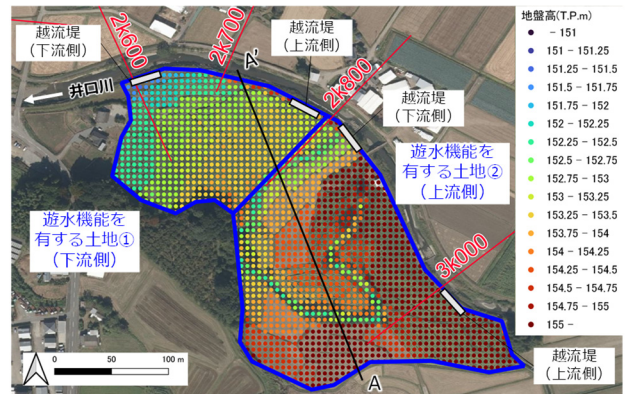 越流堤
（下流側）
2k600
2k700
A'
越流堤
（上流側）
2k800
井口川
越流堤
（下流側）
遊水機能を
有する土地②
（上流側）
遊水機能を
有する土地①
（下流側）
3k000
越流堤
（上流側）
A
0 50 100 m
地盤高(T.P.m)
- 151
151 - 151.25
151.25 - 151.5
151.5 - 151.75
151.75 - 152
152 - 152.25
152.25 - 152.5
152.5 - 152.75
152.75 - 153
153 - 153.25
153.25 - 153.5
153.75 - 154
154 - 154.25
154.25 - 154.5
154.5 - 154.75
154.75 - 155
155 -